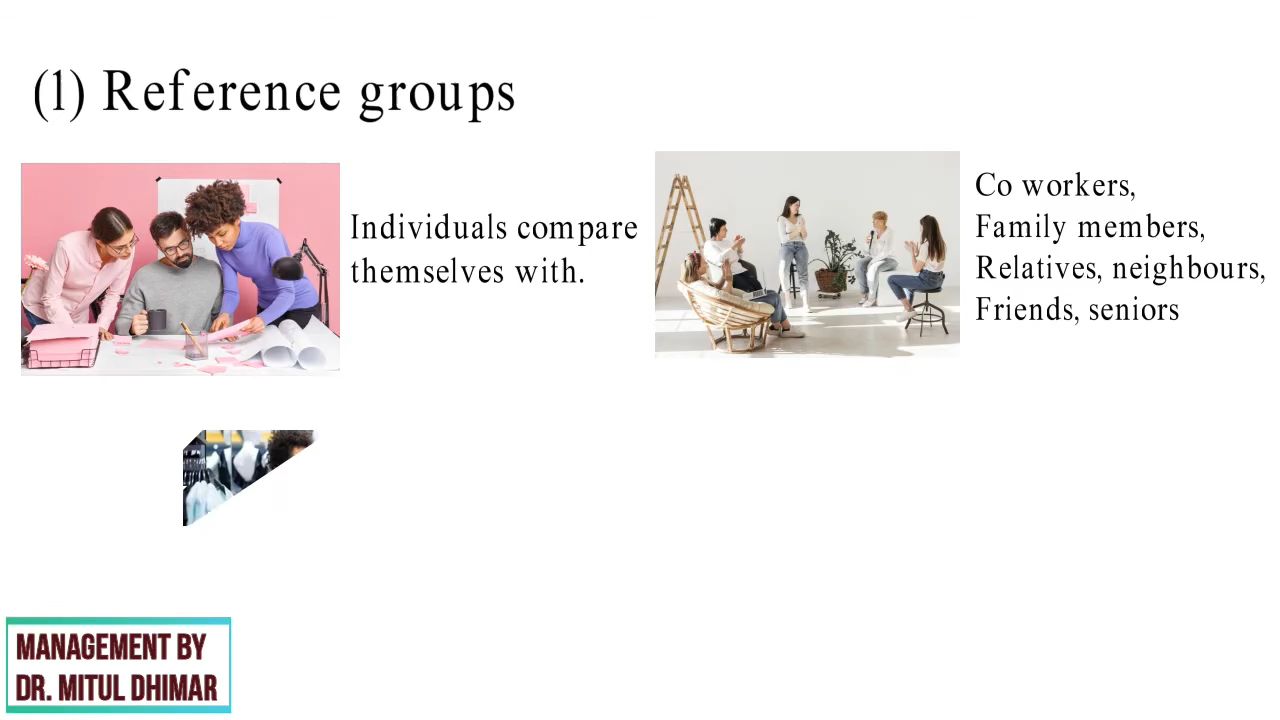 (1) Reference groups
Individuals compare
themselves with.
Co workers,
Family members,
Relatives, neighbours,
Friends, seniors
MANAGEMENT BY
DR. MITUL DHIMAR